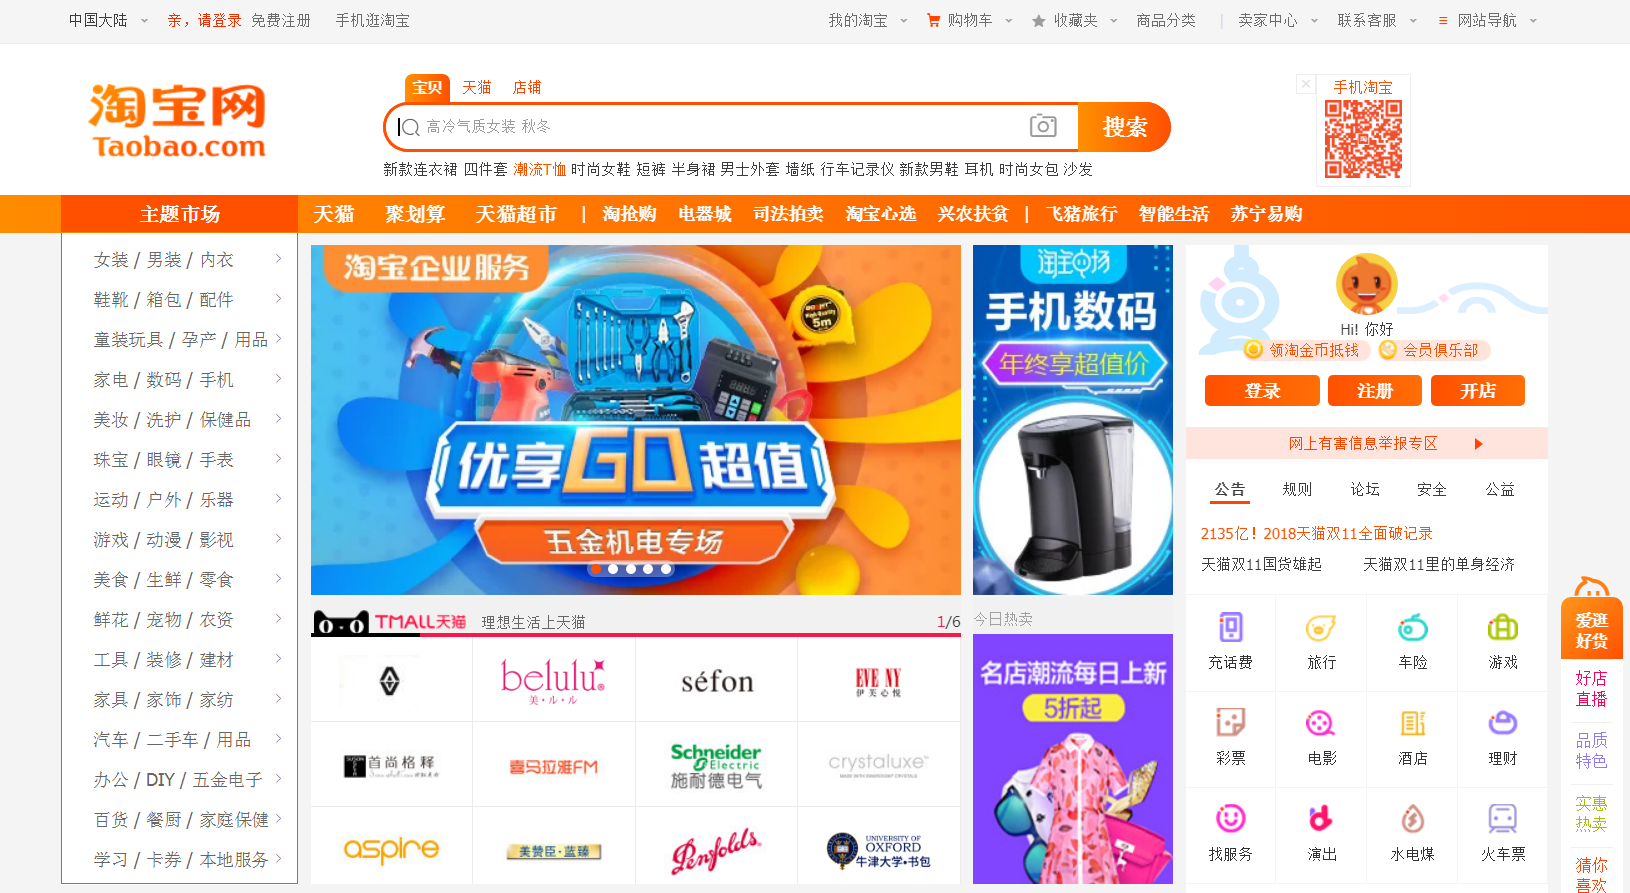 中国大陆 亲，请登录 免费注册 手机逛淘宝
我的淘宝 购物车 收藏夹 商品分类 | 卖家中心 联系客服 网站导航
淘宝网
Taobao.com
宝贝 天猫 店铺
高冷气质女装 秋冬
搜索
新款连衣裙 四件套 潮流T恤 时尚女鞋 短裤 半身裙 男士外套 墙纸 行车记录仪 新款男鞋 耳机 时尚女包 沙发
手机淘宝
主题市场 天猫 聚划算 天猫超市 | 淘抢购 电器城 司法拍卖 淘宝心选 兴农扶贫 | 飞猪旅行 智能生活 苏宁易购
女装 / 男装 / 内衣
鞋靴 / 箱包 / 配件
童装玩具 / 孕产 / 用品
家电 / 数码 / 手机
美妆 / 洗护 / 保健品
珠宝 / 眼镜 / 手表
运动 / 户外 / 乐器
游戏 / 动漫 / 影视
美食 / 生鲜 / 零食
鲜花 / 宠物 / 农资
工具 / 装修 / 建材
家具 / 家饰 / 家纺
汽车 / 二手车 / 用品
办公 / DIY / 五金电子
百货 / 餐厨 / 家庭保健
学习 / 卡券 / 本地服务
淘宝企业服务
High-Quality
5m
优享GO超值
五金机电专场
TMALL天猫 理想生活上天猫 1/6
belulu
美·ル·ル
séfon
EVE NY
伊芙心悦
首尚格释
喜马拉雅FM
Schneider
Electric
施耐德电气
crystaluxe
aspire
美赞臣·蓝臻
Penfolds
UNIVERSITY OF
OXFORD
牛津大学·书包
淘主场
手机数码
年终享超值价
今日热卖
名店潮流每日上新
5折起
Hi! 你好
领淘金币抵钱 会员俱乐部
登录 注册 开店
网上有害信息举报专区
公告 规则 论坛 安全 公益
2135亿！2018天猫双11全面破记录
天猫双11国货雄起 天猫双11里的单身经济
充话费 旅行 车险 游戏
彩票 电影 酒店 理财
找服务 演出 水电煤 火车票
爱逛
好货
好店
直播
品质
特色
实惠
热卖
猜你
喜欢